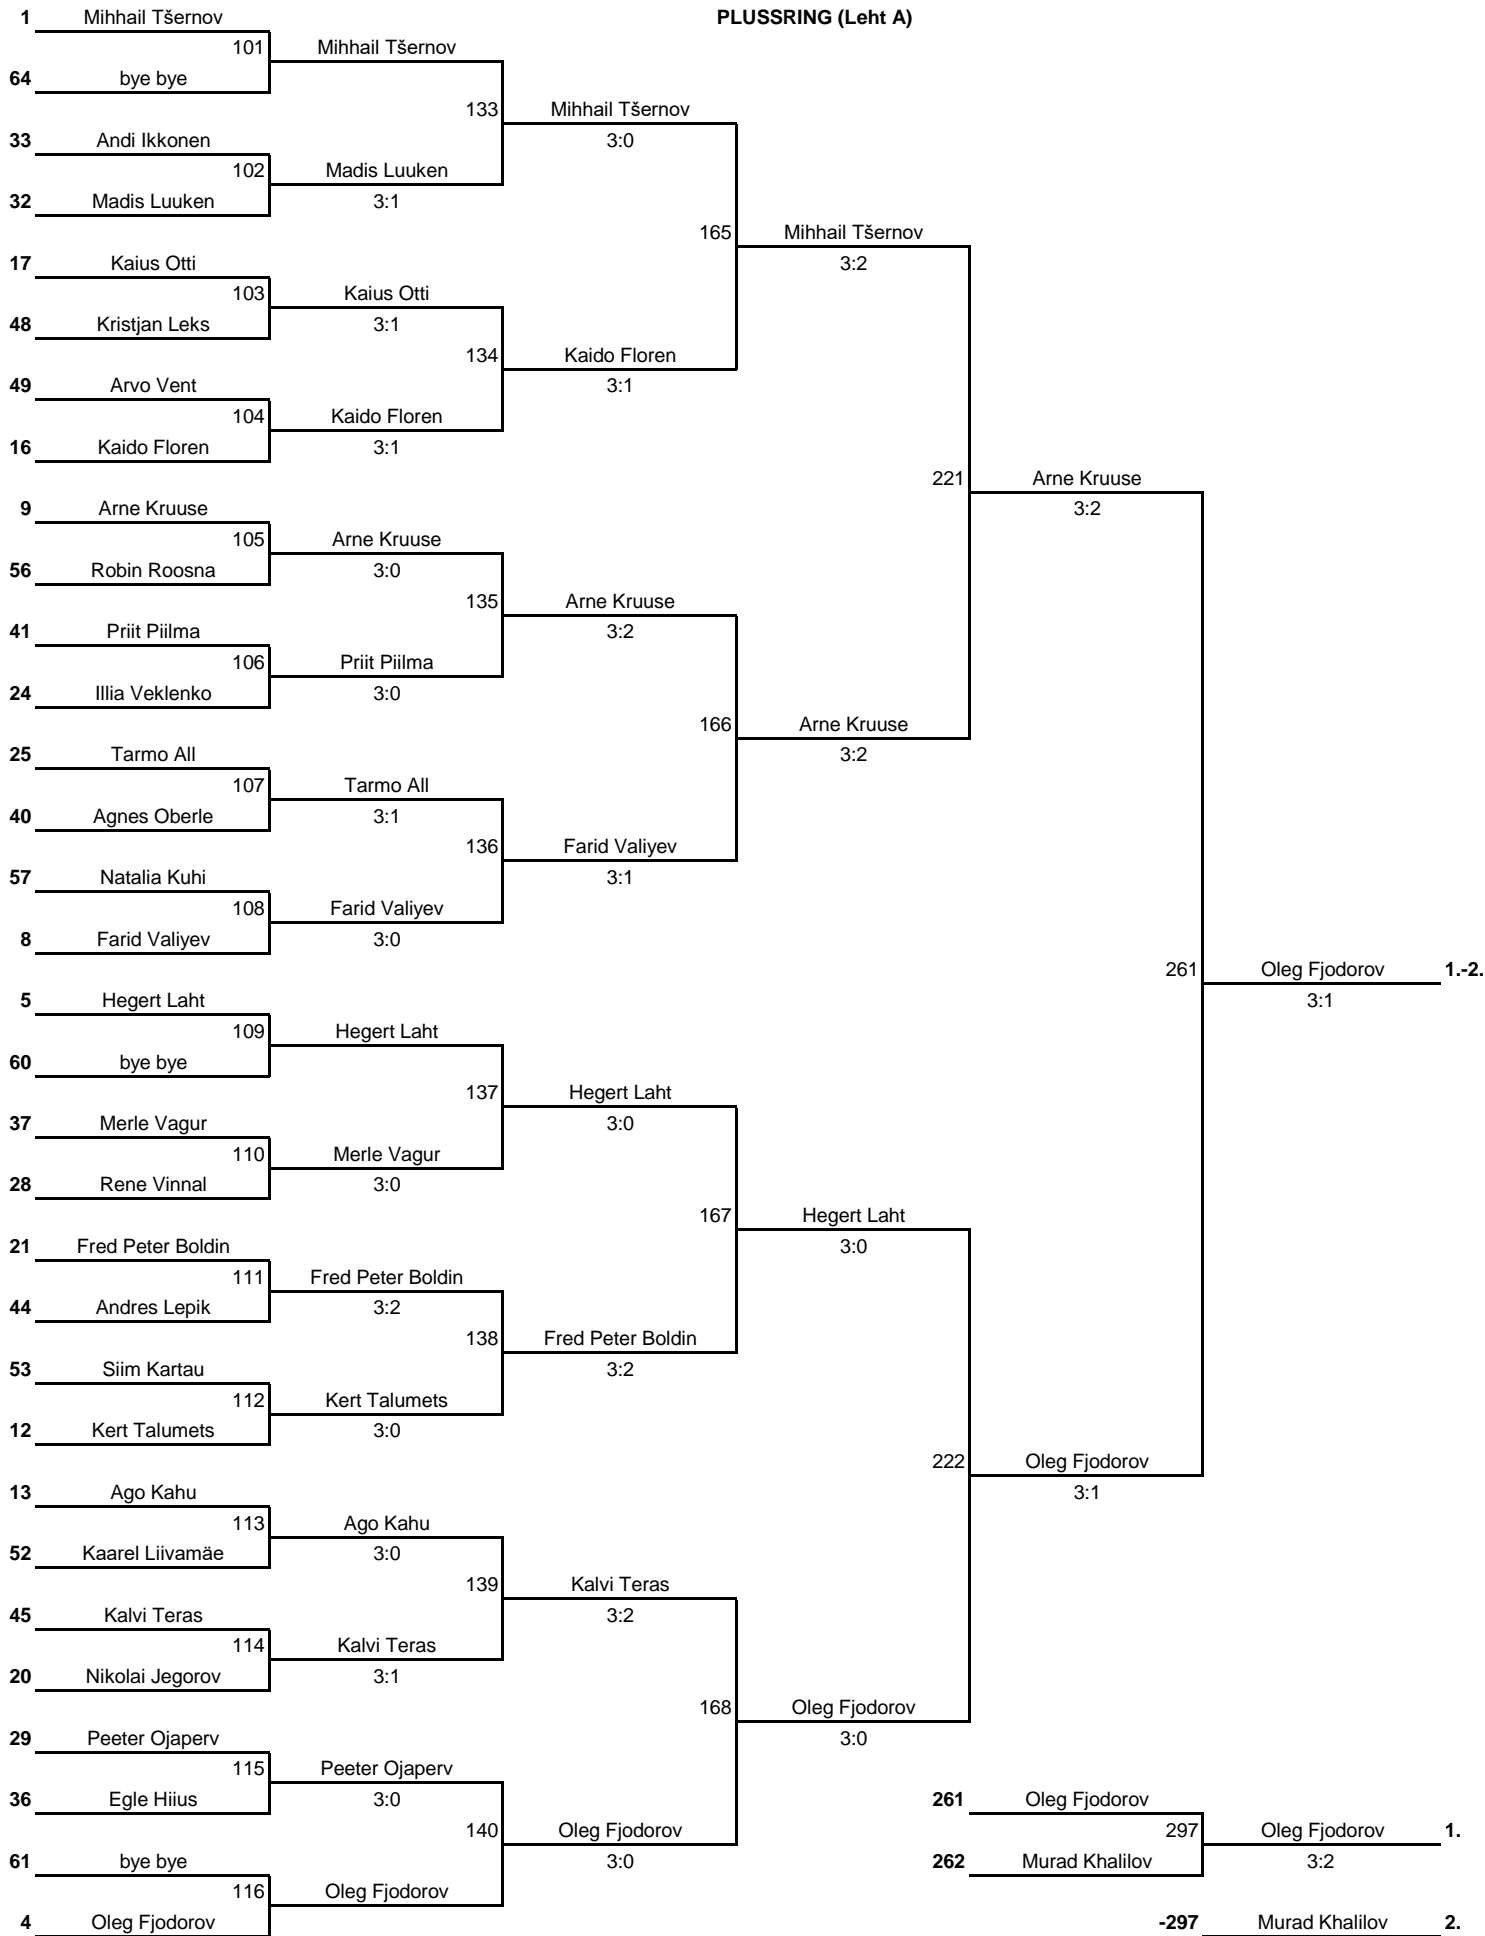 PLUSSRING (Leht A)
1 Mihhail Tšernov
101 Mihhail Tšernov
64 bye bye
133 Mihhail Tšernov
3:0
33 Andi Ikkonen
102 Madis Luuken
3:1
32 Madis Luuken
165 Mihhail Tšernov
3:2
17 Kaius Otti
103 Kaius Otti
3:1
48 Kristjan Leks
134 Kaido Floren
3:1
49 Arvo Vent
104 Kaido Floren
3:1
16 Kaido Floren
221 Arne Kruuse
3:2
9 Arne Kruuse
105 Arne Kruuse
3:0
56 Robin Roosna
135 Arne Kruuse
3:2
41 Priit Piilma
106 Priit Piilma
3:0
24 Illia Veklenko
166 Arne Kruuse
3:2
25 Tarmo All
107 Tarmo All
3:1
40 Agnes Oberle
136 Farid Valiyev
3:1
57 Natalia Kuhi
108 Farid Valiyev
3:0
8 Farid Valiyev
261 Oleg Fjodorov 1.-2.
3:1
5 Hegert Laht
109 Hegert Laht
60 bye bye
137 Hegert Laht
3:0
37 Merle Vagur
110 Merle Vagur
3:0
28 Rene Vinnal
167 Hegert Laht
3:0
21 Fred Peter Boldin
111 Fred Peter Boldin
3:2
44 Andres Lepik
138 Fred Peter Boldin
3:2
53 Siim Kartau
112 Kert Talumets
3:0
12 Kert Talumets
222 Oleg Fjodorov
3:1
13 Ago Kahu
113 Ago Kahu
3:0
52 Kaarel Liivamäe
139 Kalvi Teras
3:2
45 Kalvi Teras
114 Kalvi Teras
3:1
20 Nikolai Jegorov
168 Oleg Fjodorov
3:0
29 Peeter Ojaperv
115 Peeter Ojaperv
3:0
36 Egle Hiius
140 Oleg Fjodorov
3:0
61 bye bye
116 Oleg Fjodorov
4 Oleg Fjodorov
261 Oleg Fjodorov
297 Oleg Fjodorov 1.
3:2
262 Murad Khalilov
-297 Murad Khalilov 2.